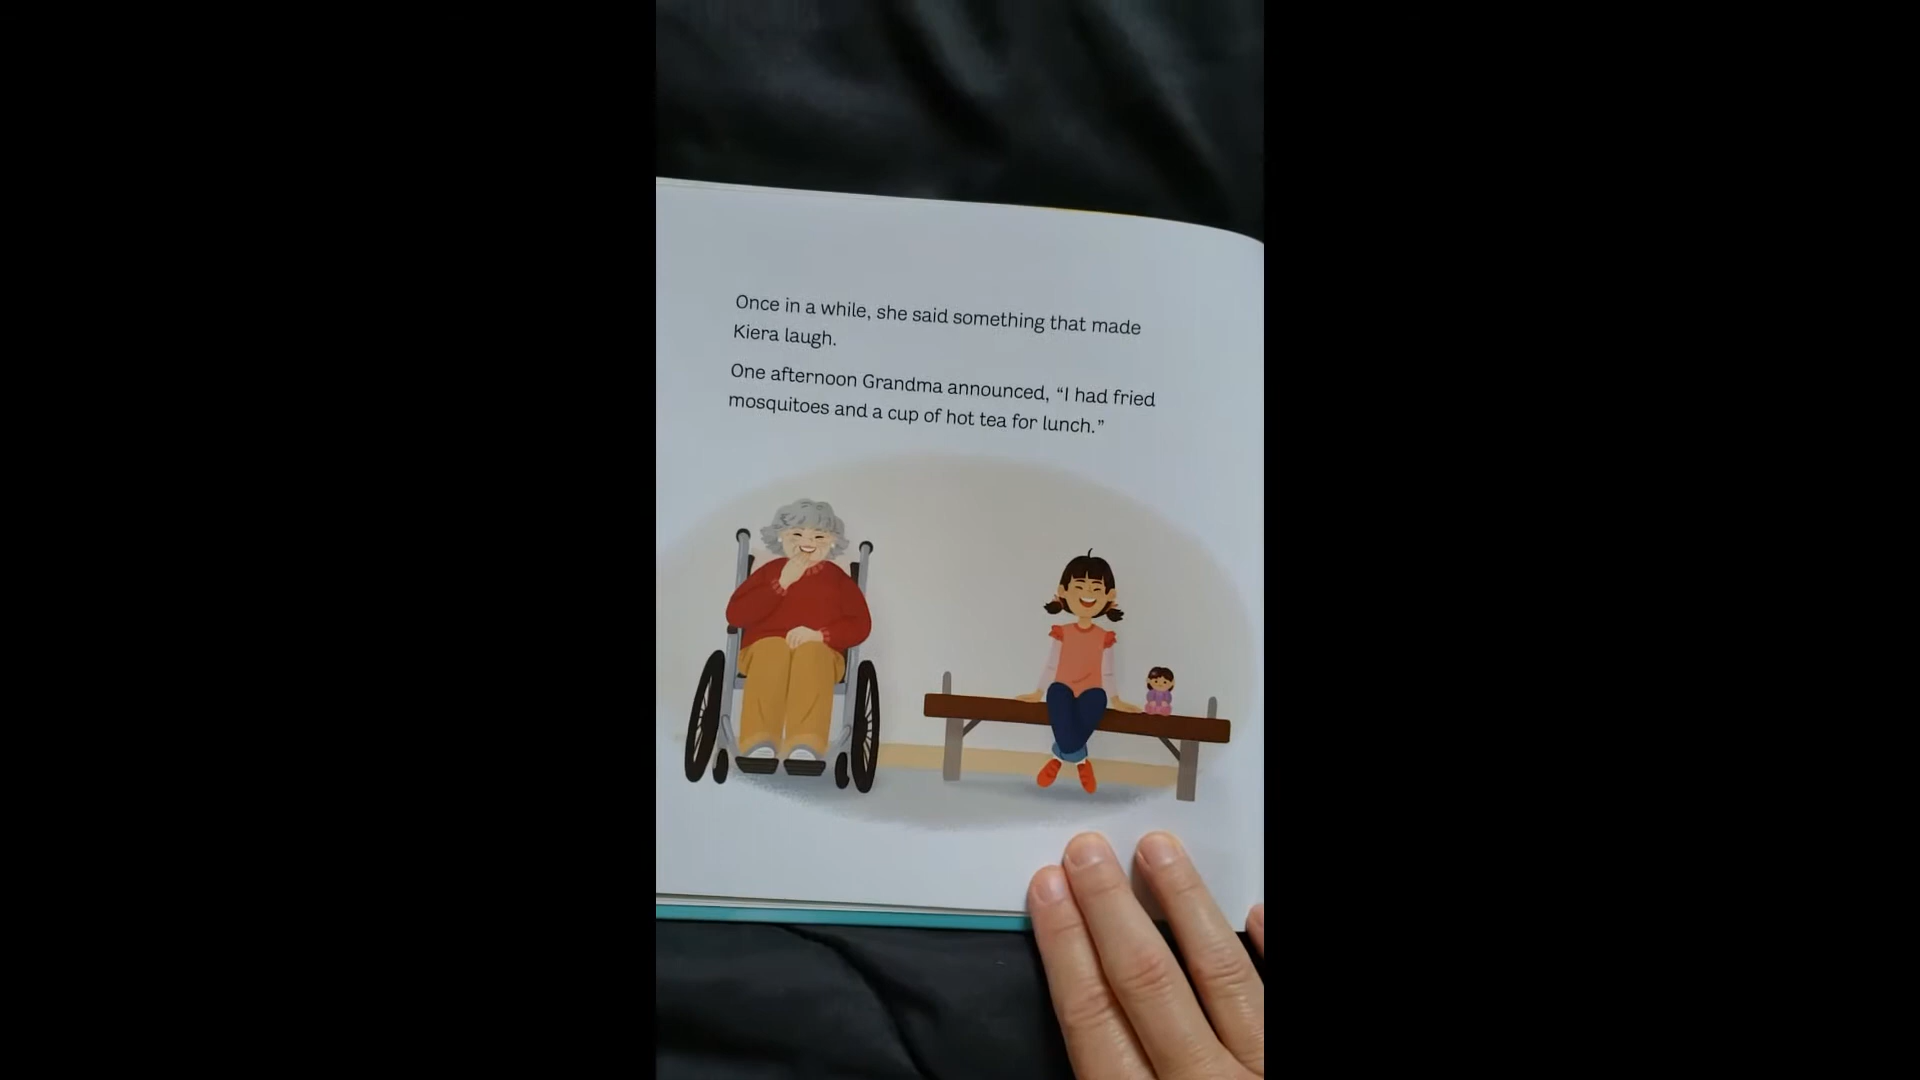 Once in a while, she said something that made
Kiera laugh.
One afternoon Grandma announced, “I had fried
mosquitoes and a cup of hot tea for lunch.”